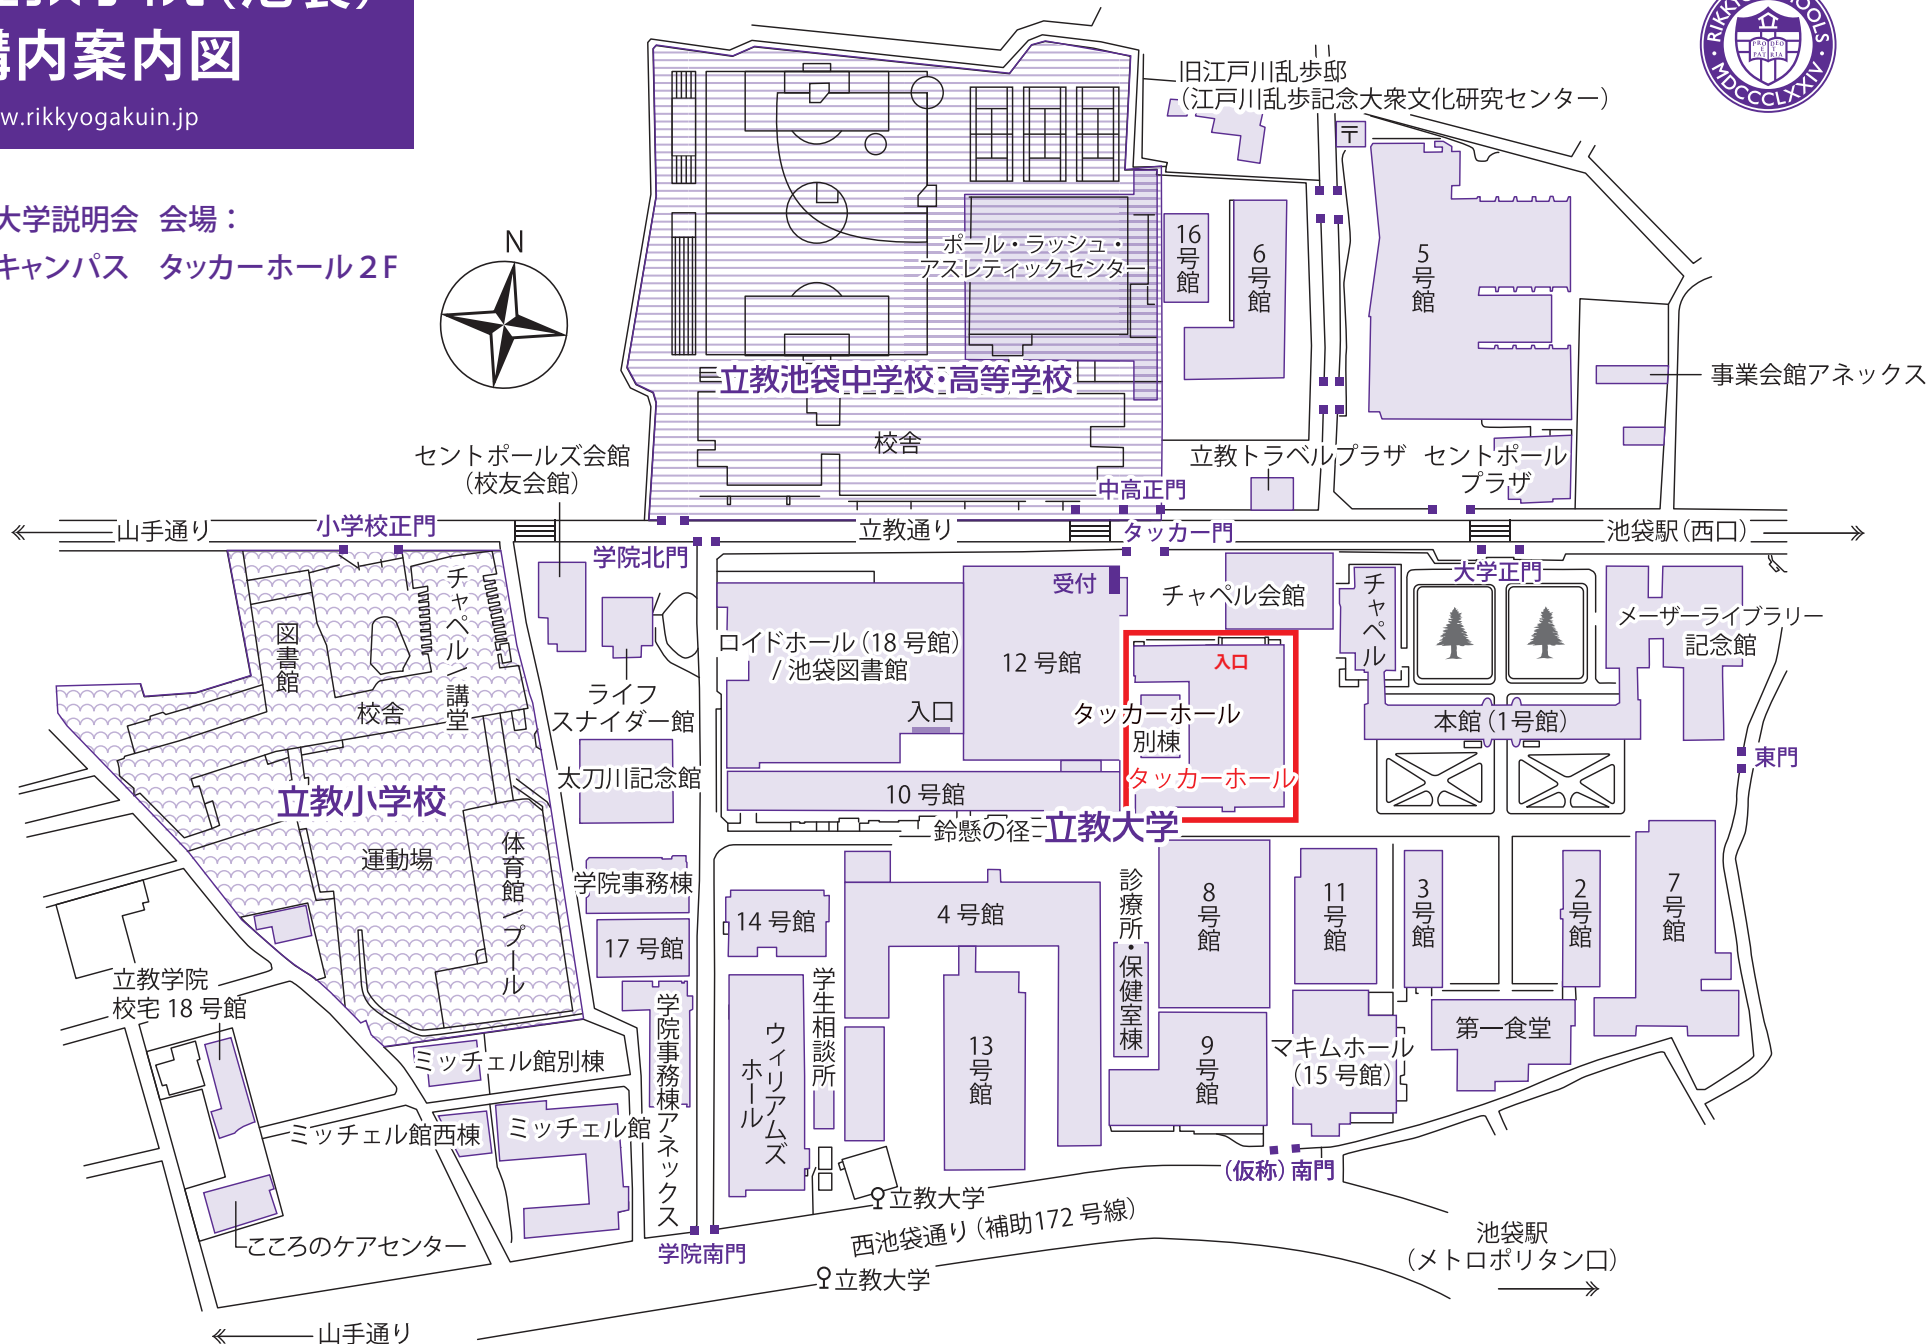 構内案内図
w.rikkyogakuin.jp
RIKKYO SCHOOLS
MDCCCLXXIV
PRO DEO
ET
PATRIA
大学説明会 会場：
キャンパス タッカーホール２F
N
旧江戸川乱歩邸
（江戸川乱歩記念大衆文化研究センター）
〒
ポール・ラッシュ・
アスレティックセンター
16号館
6号館
5号館
事業会館アネックス
立教池袋中学校・高等学校
校舎
セントポールズ会館
（校友会館）
立教トラベルプラザ
セントポール
プラザ
中高正門
山手通り
小学校正門
立教通り
タッカー門
池袋駅（西口）
学院北門
大学正門
受付
チャペル会館
チャペル
メーザーライブラリー
記念館
チャペル/講堂
図書館
校舎
ロイドホール（18 号館）
/ 池袋図書館
入口
12 号館
入口
タッカーホール
別棟
タッカーホール
本館（1号館）
東門
ライフ
スナイダー館
太刀川記念館
立教小学校
運動場
体育館/プール
10 号館
鈴懸の径
立教大学
学院事務棟
17 号館
14 号館
4 号館
診療所・保健室棟
8号館
11号館
3号館
2号館
7号館
立教学院
校宅 18 号館
学院事務棟アネックス
ウィリアムズ
ホール
学生相談所
13号館
9号館
マキムホール
（15 号館）
第一食堂
ミッチェル館別棟
ミッチェル館西棟
ミッチェル館
（仮称）南門
こころのケアセンター
学院南門
立教大学
西池袋通り（補助172 号線）
立教大学
池袋駅
（メトロポリタン口）
山手通り